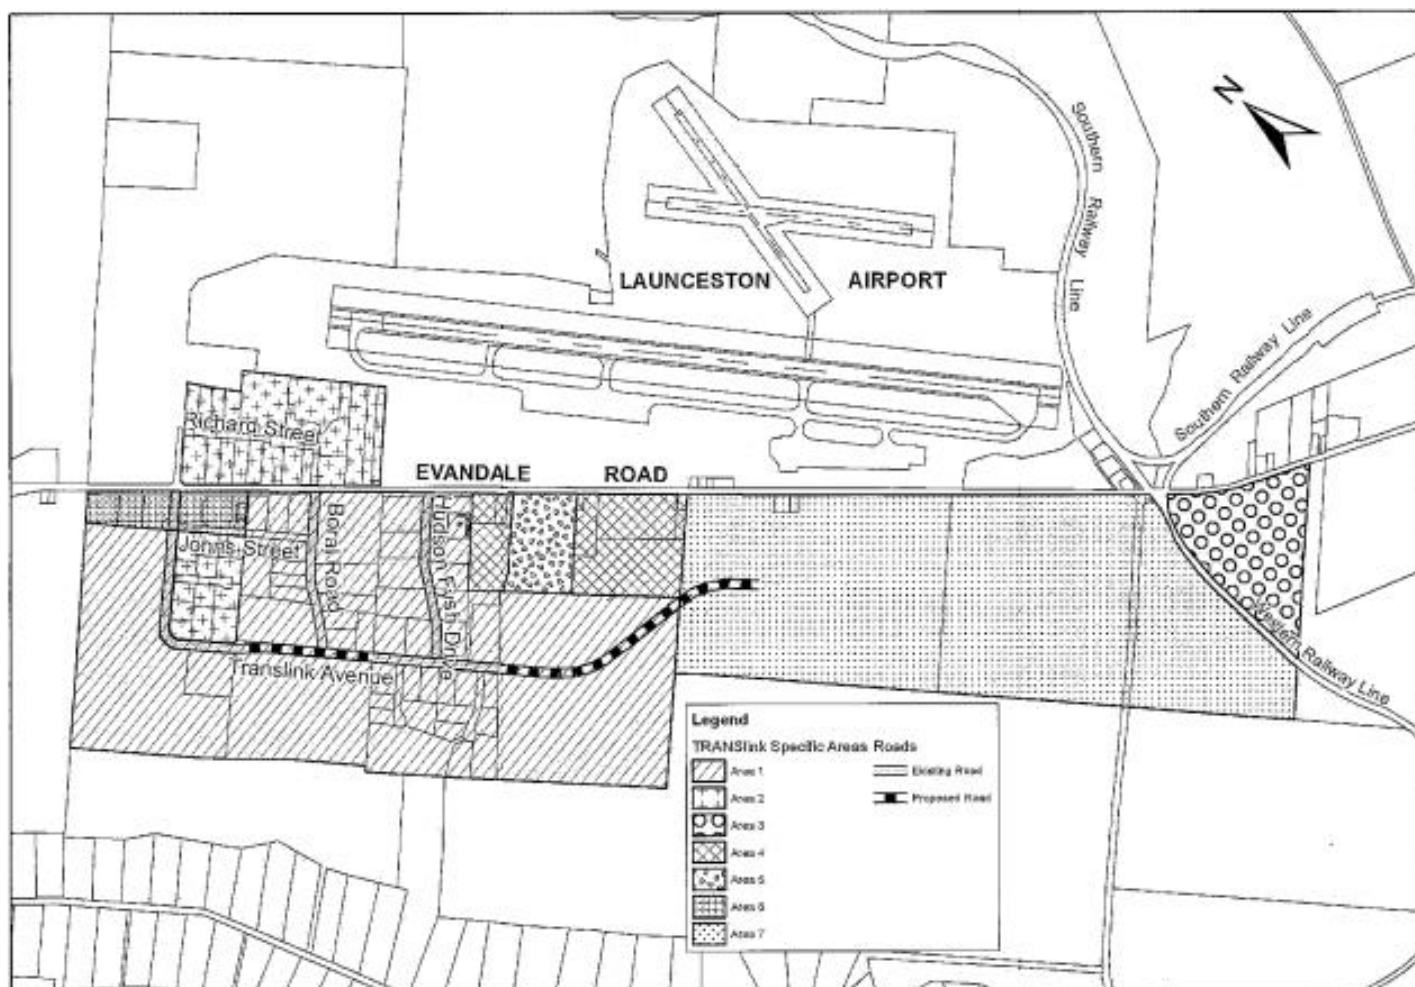 N
Southern Railway Line
Southern Railway Line
LAUNCESTON AIRPORT
Richard Street
EVANDALE ROAD
Johns Street
Boral Road
Hudson Fysh Drive
Translink Avenue
Western Railway Line
Legend
TRANSlink Specific Areas Roads
Area 1 Existing Road
Area 2 Proposed Road
Area 3
Area 4
Area 5
Area 6
Area 7